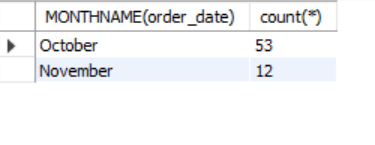 MONTHNAME(order_date) count(*)
October 53
November 12